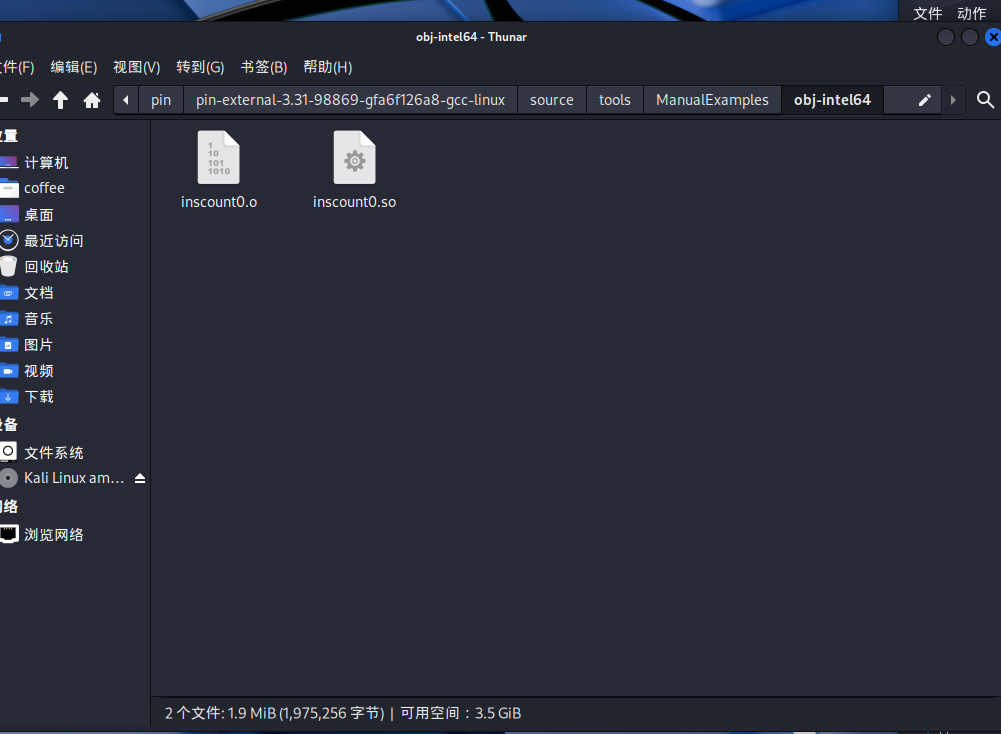 文件 动作
obj-intel64 - Thunar
件(F) 编辑(E) 视图(V) 转到(G) 书签(B) 帮助(H)
pin pin-external-3.31-98869-gfa6f126a8-gcc-linux source tools ManualExamples obj-intel64
置
计算机
coffee
桌面
最近访问
回收站
文档
音乐
图片
视频
下载
备
文件系统
Kali Linux am...
络
浏览网络
1
10
101
1010
inscount0.o inscount0.so
2 个文件: 1.9 MiB (1,975,256 字节) | 可用空间：3.5 GiB